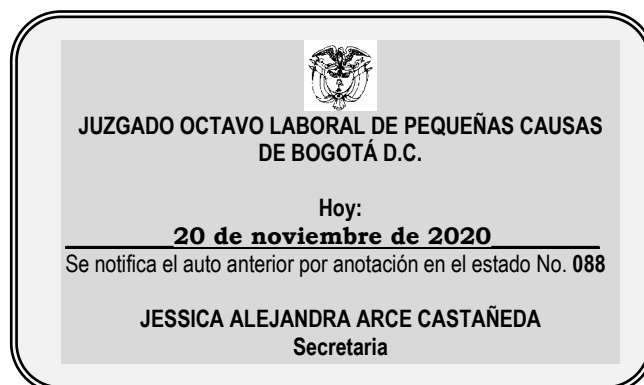 JUZGADO OCTAVO LABORAL DE PEQUEÑAS CAUSAS
DE BOGOTÁ D.C.
Hoy:
20 de noviembre de 2020
Se notifica el auto anterior por anotación en el estado No. 088
JESSICA ALEJANDRA ARCE CASTAÑEDA
Secretaria